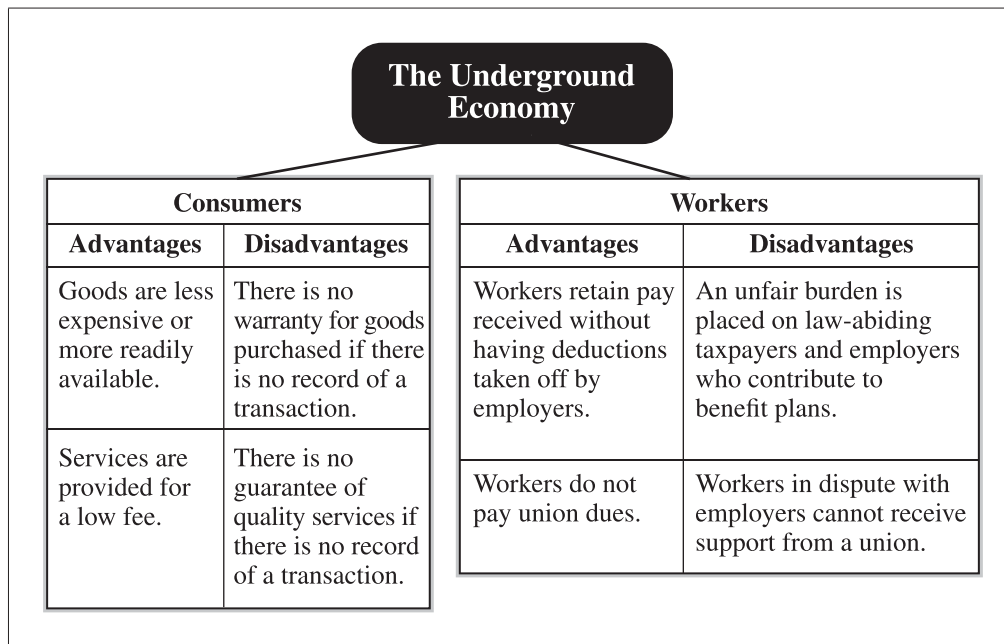 The Underground
Economy
Consumers
Advantages
Disadvantages
Goods are less
expensive or
more readily
available.
There is no
warranty for goods
purchased if there
is no record of a
transaction.
Services are
provided for
a low fee.
There is no
guarantee of
quality services if
there is no record
of a transaction.
Workers
Advantages
Disadvantages
Workers retain pay
received without
having deductions
taken off by
employers.
An unfair burden is
placed on law-abiding
taxpayers and employers
who contribute to
benefit plans.
Workers do not
pay union dues.
Workers in dispute with
employers cannot receive
support from a union.